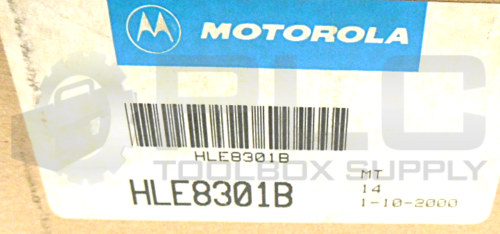 MOTOROLA
HLE8301B
PLC
TOOLBOX SUPPLY
HLE8301B
MT
14
1-10-2000